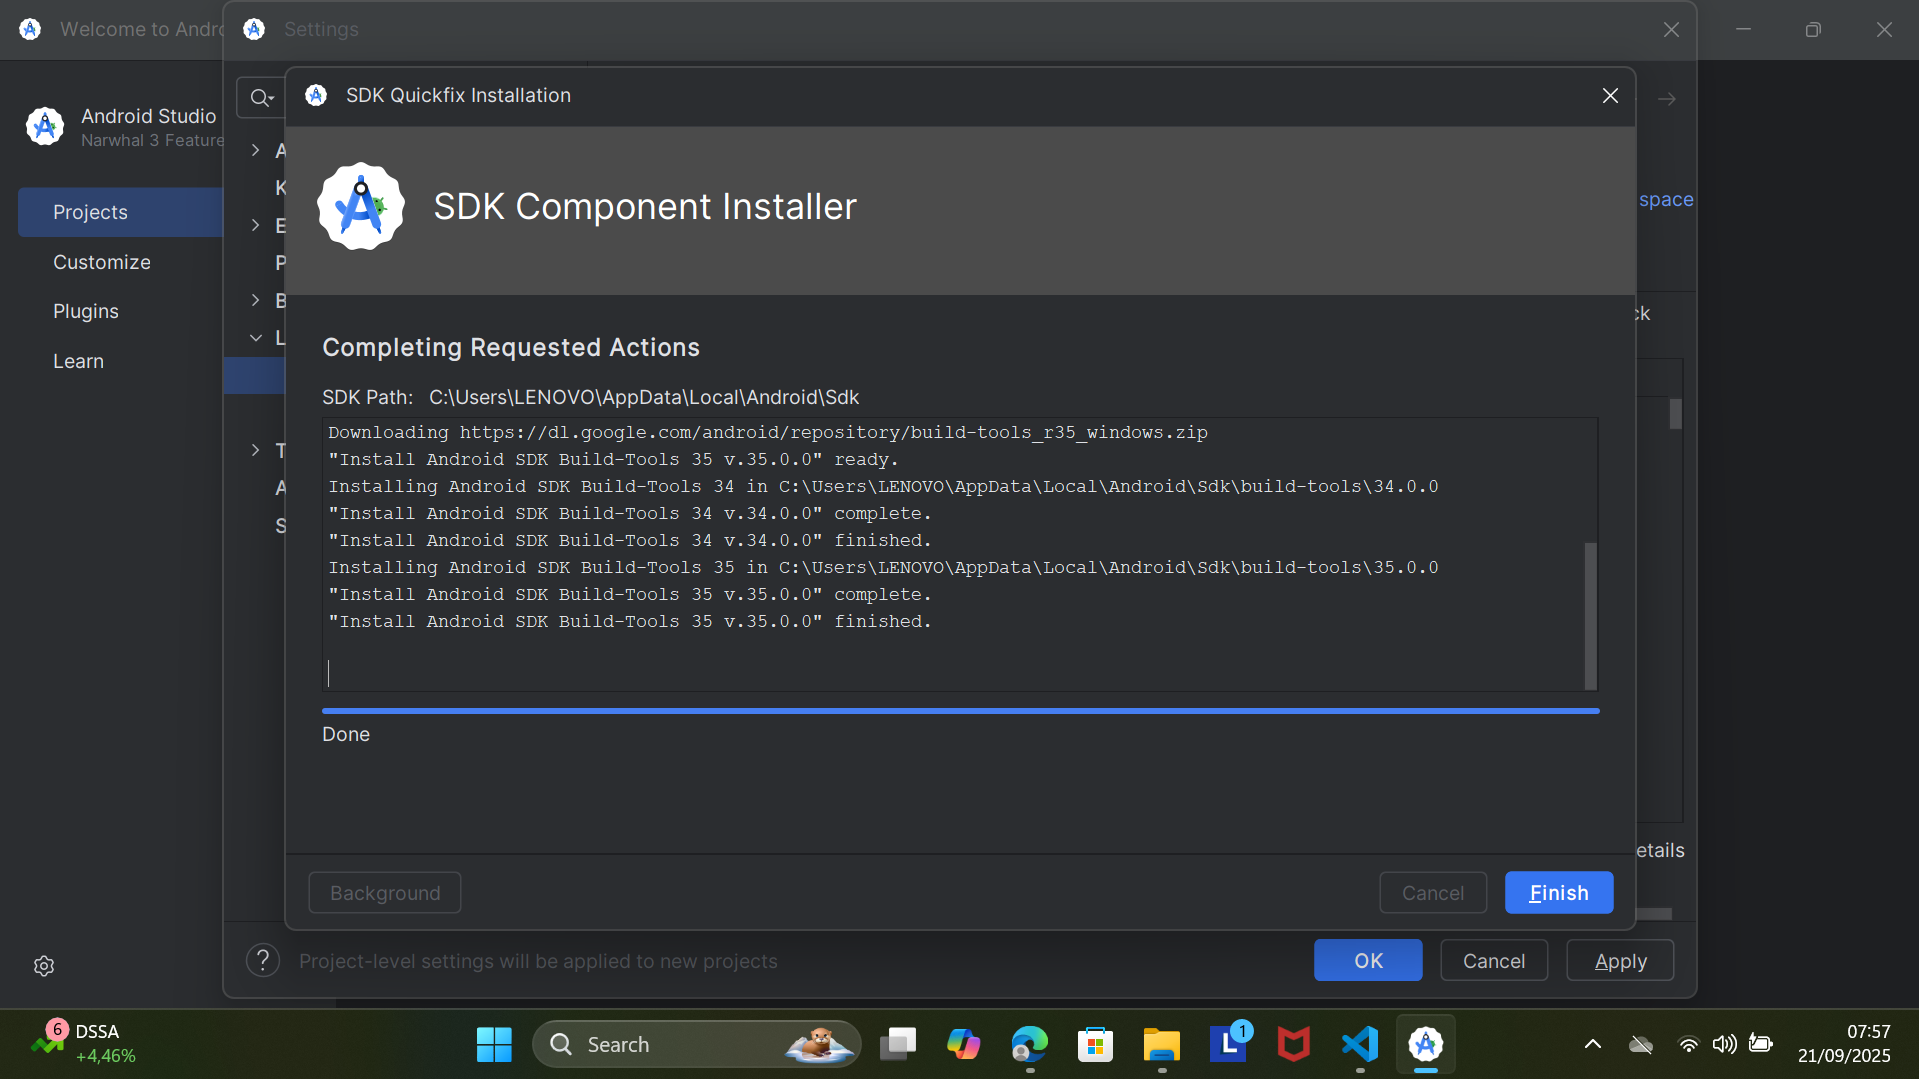 Welcome to Andro
Settings
SDK Quickfix Installation
Android Studio
Narwhal 3 Feature
Projects
Customize
Plugins
Learn
A
K
E
P
B
L
T
A
S
space
ck
etails
SDK Component Installer
Completing Requested Actions
SDK Path: C:\Users\LENOVO\AppData\Local\Android\Sdk
Downloading https://dl.google.com/android/repository/build-tools_r35_windows.zip
"Install Android SDK Build-Tools 35 v.35.0.0" ready.
Installing Android SDK Build-Tools 34 in C:\Users\LENOVO\AppData\Local\Android\Sdk\build-tools\34.0.0
"Install Android SDK Build-Tools 34 v.34.0.0" complete.
"Install Android SDK Build-Tools 34 v.34.0.0" finished.
Installing Android SDK Build-Tools 35 in C:\Users\LENOVO\AppData\Local\Android\Sdk\build-tools\35.0.0
"Install Android SDK Build-Tools 35 v.35.0.0" complete.
"Install Android SDK Build-Tools 35 v.35.0.0" finished.
Done
Background Cancel Finish
? Project-level settings will be applied to new projects OK Cancel Apply
6 DSSA
+4,46%
Search
L 1
07:57
21/09/2025